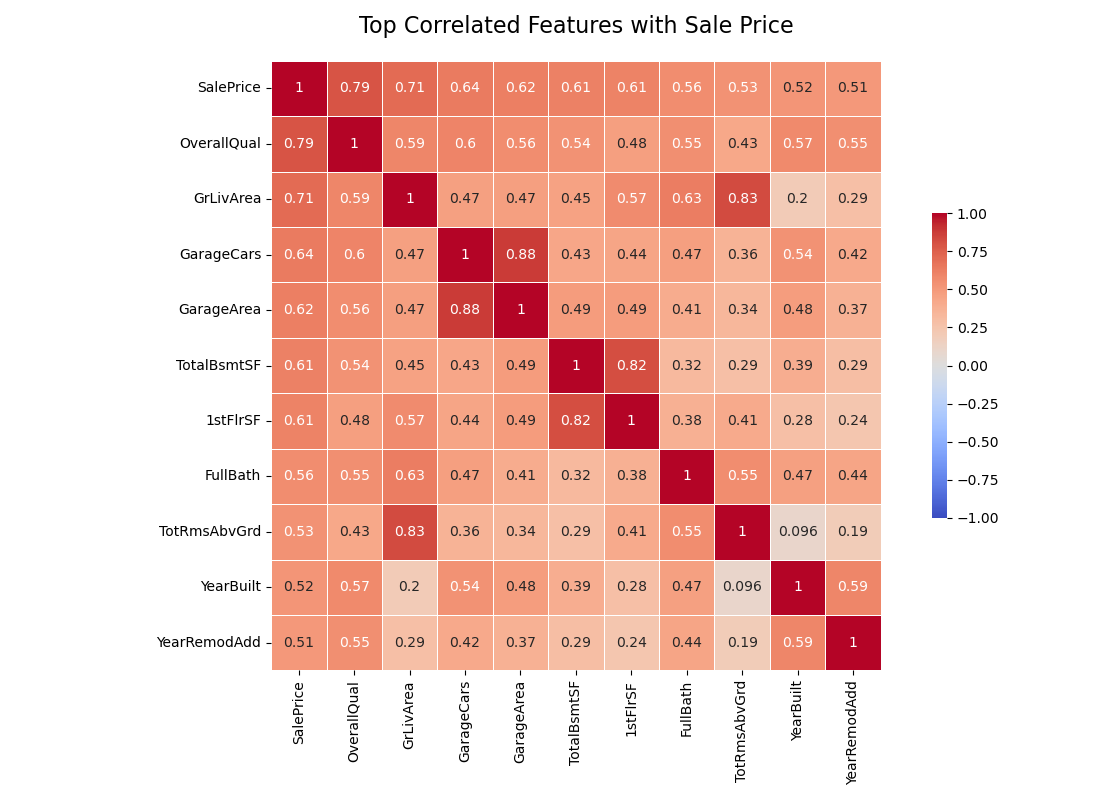 Top Correlated Features with Sale Price
SalePrice 1 0.79 0.71 0.64 0.62 0.61 0.61 0.56 0.53 0.52 0.51
OverallQual 0.79 1 0.59 0.6 0.56 0.54 0.48 0.55 0.43 0.57 0.55
GrLivArea 0.71 0.59 1 0.47 0.47 0.45 0.57 0.63 0.83 0.2 0.29
GarageCars 0.64 0.6 0.47 1 0.88 0.43 0.44 0.47 0.36 0.54 0.42
GarageArea 0.62 0.56 0.47 0.88 1 0.49 0.49 0.41 0.34 0.48 0.37
TotalBsmtSF 0.61 0.54 0.45 0.43 0.49 1 0.82 0.32 0.29 0.39 0.29
1stFlrSF 0.61 0.48 0.57 0.44 0.49 0.82 1 0.38 0.41 0.28 0.24
FullBath 0.56 0.55 0.63 0.47 0.41 0.32 0.38 1 0.55 0.47 0.44
TotRmsAbvGrd 0.53 0.43 0.83 0.36 0.34 0.29 0.41 0.55 1 0.096 0.19
YearBuilt 0.52 0.57 0.2 0.54 0.48 0.39 0.28 0.47 0.096 1 0.59
YearRemodAdd 0.51 0.55 0.29 0.42 0.37 0.29 0.24 0.44 0.19 0.59 1
SalePrice
OverallQual
GrLivArea
GarageCars
GarageArea
TotalBsmtSF
1stFlrSF
FullBath
TotRmsAbvGrd
YearBuilt
YearRemodAdd
1.00
0.75
0.50
0.25
0.00
−0.25
−0.50
−0.75
−1.00